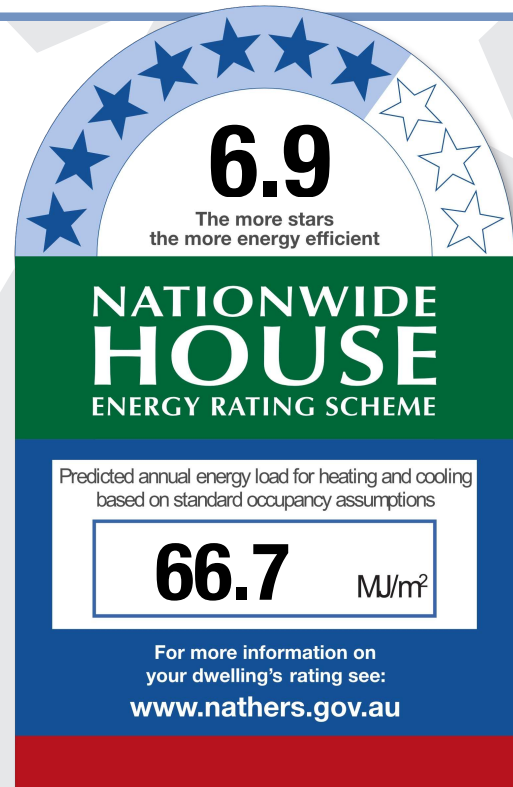 6.9
The more stars
the more energy efficient
NATIONWIDE
HOUSE
ENERGY RATING SCHEME
Predicted annual energy load for heating and cooling
based on standard occupancy assumptions
66.7 MJ/m²
For more information on
your dwelling's rating see:
www.nathers.gov.au